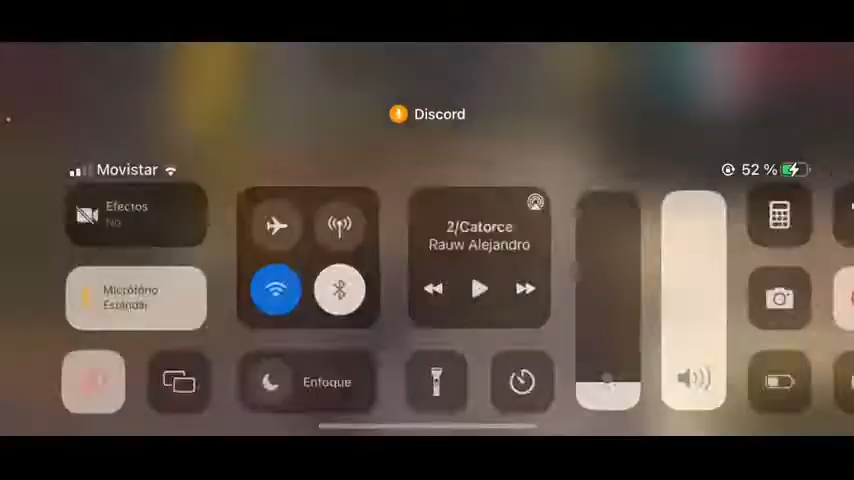 Discord
Movistar
52 %
Efectos
No
2/Catorce
Rauw Alejandro
Micrófono
Estándar
Enfoque